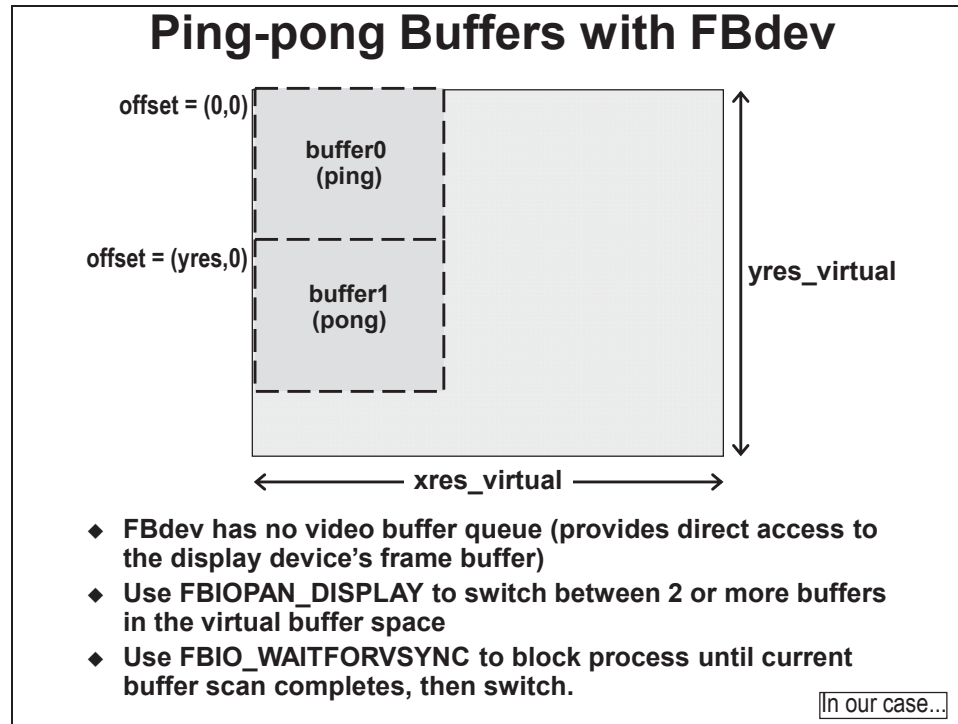 Ping-pong Buffers with FBdev
offset = (0,0)
buffer0
(ping)
offset = (yres,0)
buffer1
(pong)
yres_virtual
xres_virtual
◆ FBdev has no video buffer queue (provides direct access to
the display device's frame buffer)
◆ Use FBIOPAN_DISPLAY to switch between 2 or more buffers
in the virtual buffer space
◆ Use FBIO_WAITFORVSYNC to block process until current
buffer scan completes, then switch.
In our case...